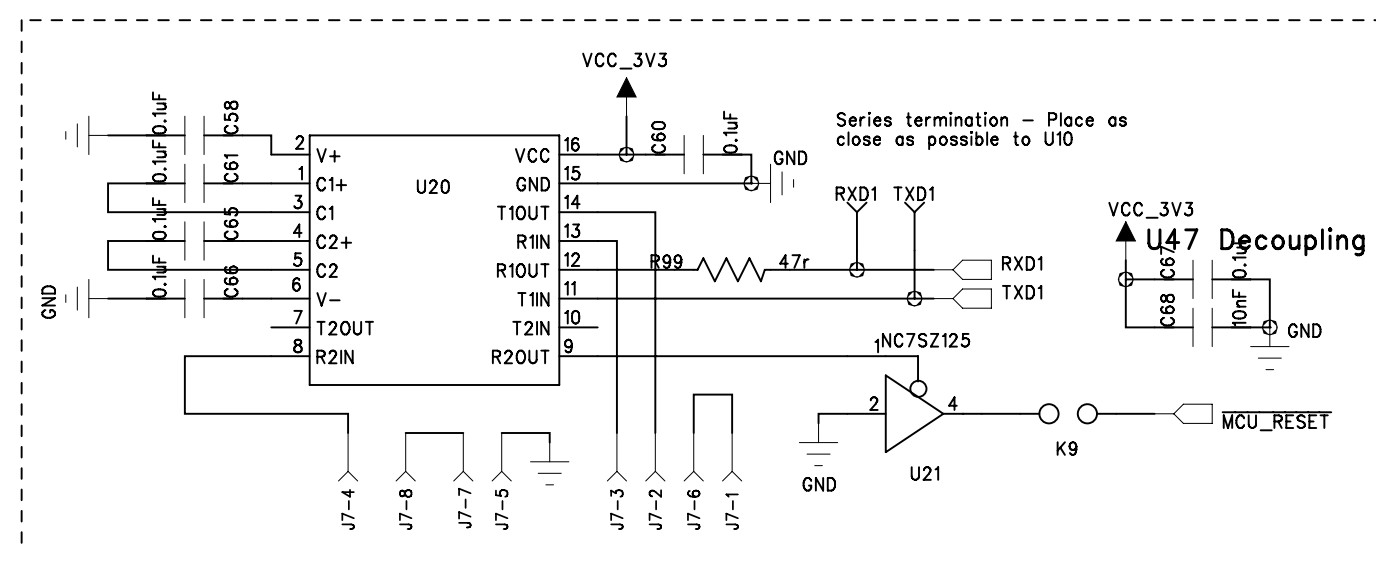 VCC_3V3
0.1uF
C58
C60
0.1uF
Series termination - Place as
close as possible to U10
2
V+
VCC
16
0.1uF
C61
1
C1+
U20
GND
15
GND
3
C1
T1OUT
14
RXD1
TXD1
0.1uF
C65
4
C2+
R1IN
13
VCC_3V3
U47 Decoupling
5
C2
R1OUT
12
R99
47r
RXD1
C67
0.1u
0.1uF
C66
6
V-
T1IN
11
TXD1
GND
7
T2OUT
T2IN
10
C68
10nF
GND
8
R2IN
R2OUT
9
1
NC7SZ125
2
4
K9
MCU_RESET
GND
U21
J7-4
J7-8
J7-7
J7-5
J7-3
J7-2
J7-6
J7-1